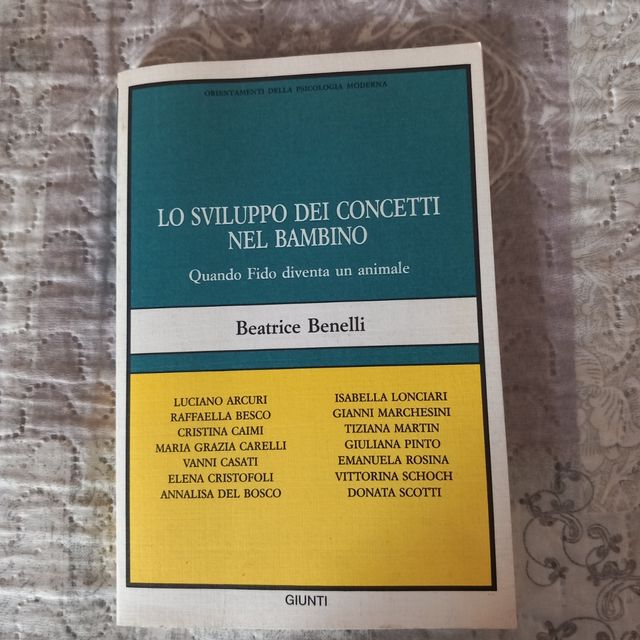 ORIENTAMENTI DELLA PSICOLOGIA MODERNA
LO SVILUPPO DEI CONCETTI
NEL BAMBINO
Quando Fido diventa un animale
Beatrice Benelli
LUCIANO ARCURI
RAFFAELLA BESCO
CRISTINA CAIMI
MARIA GRAZIA CARELLI
VANNI CASATI
ELENA CRISTOFOLI
ANNALISA DEL BOSCO
ISABELLA LONCIARI
GIANNI MARCHESINI
TIZIANA MARTIN
GIULIANA PINTO
EMANUELA ROSINA
VITTORINA SCHOCH
DONATA SCOTTI
GIUNTI